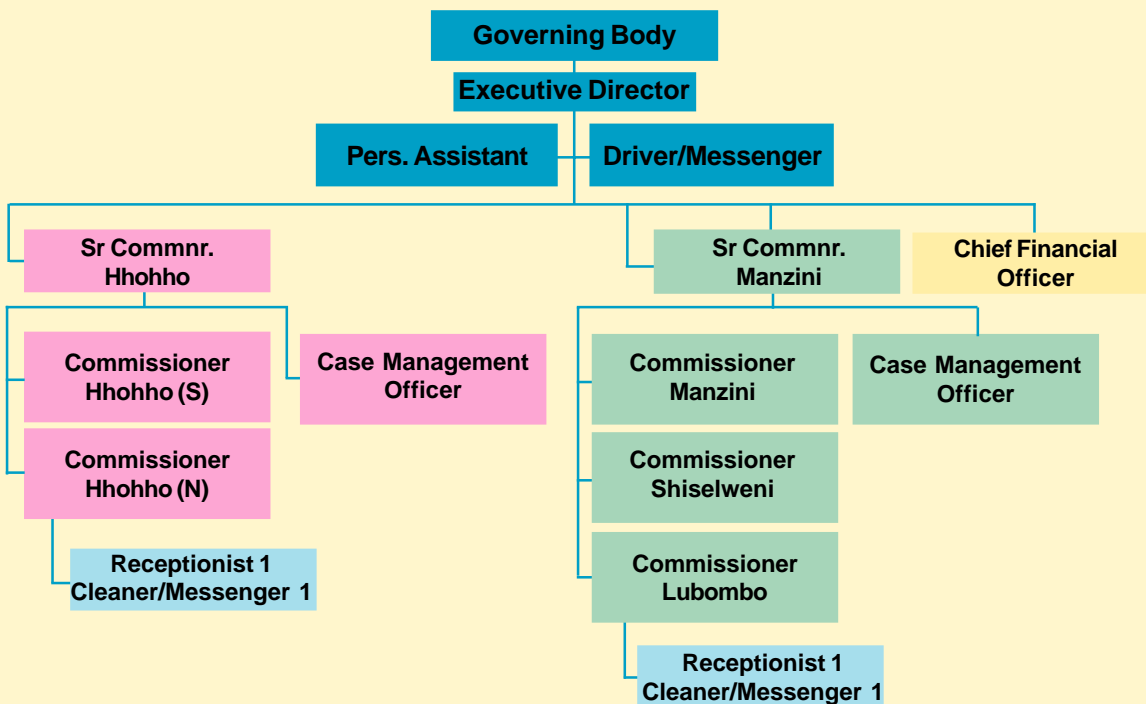 Governing Body
Executive Director
Pers. Assistant
Driver/Messenger
Sr Commnr.
Hhohho
Sr Commnr.
Manzini
Chief Financial
Officer
Commissioner
Hhohho (S)
Case Management
Officer
Commissioner
Hhohho (N)
Receptionist 1
Cleaner/Messenger 1
Commissioner
Manzini
Case Management
Officer
Commissioner
Shiselweni
Commissioner
Lubombo
Receptionist 1
Cleaner/Messenger 1